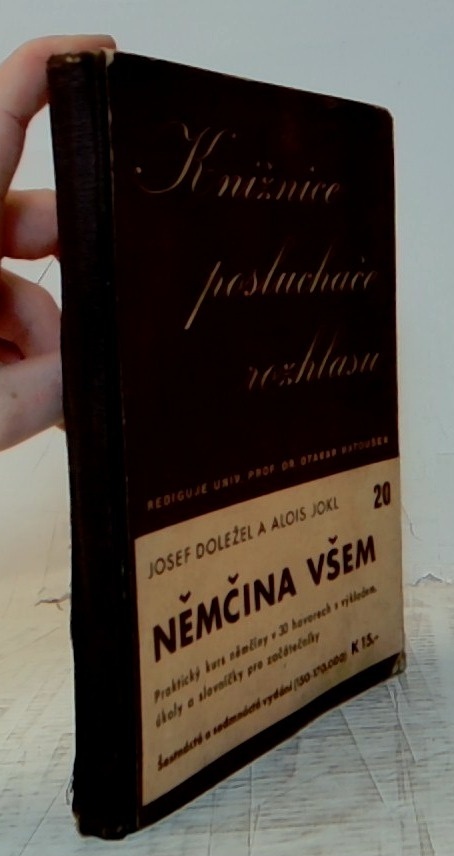 Knižnice
posluchače
rozhlasu
REDIGUJE UNIV. PROF. DR OTAKAR MATOUŠEK
20
JOSEF DOLEŽEL A ALOIS JOKL
NĚMČINA VŠEM
Praktický kurs němčiny v 30 hovorech s výkladem,
úkoly a slovníčky pro začátečníky
Šestnácté a sedmnácté vydání (150-170.000) K 15,-